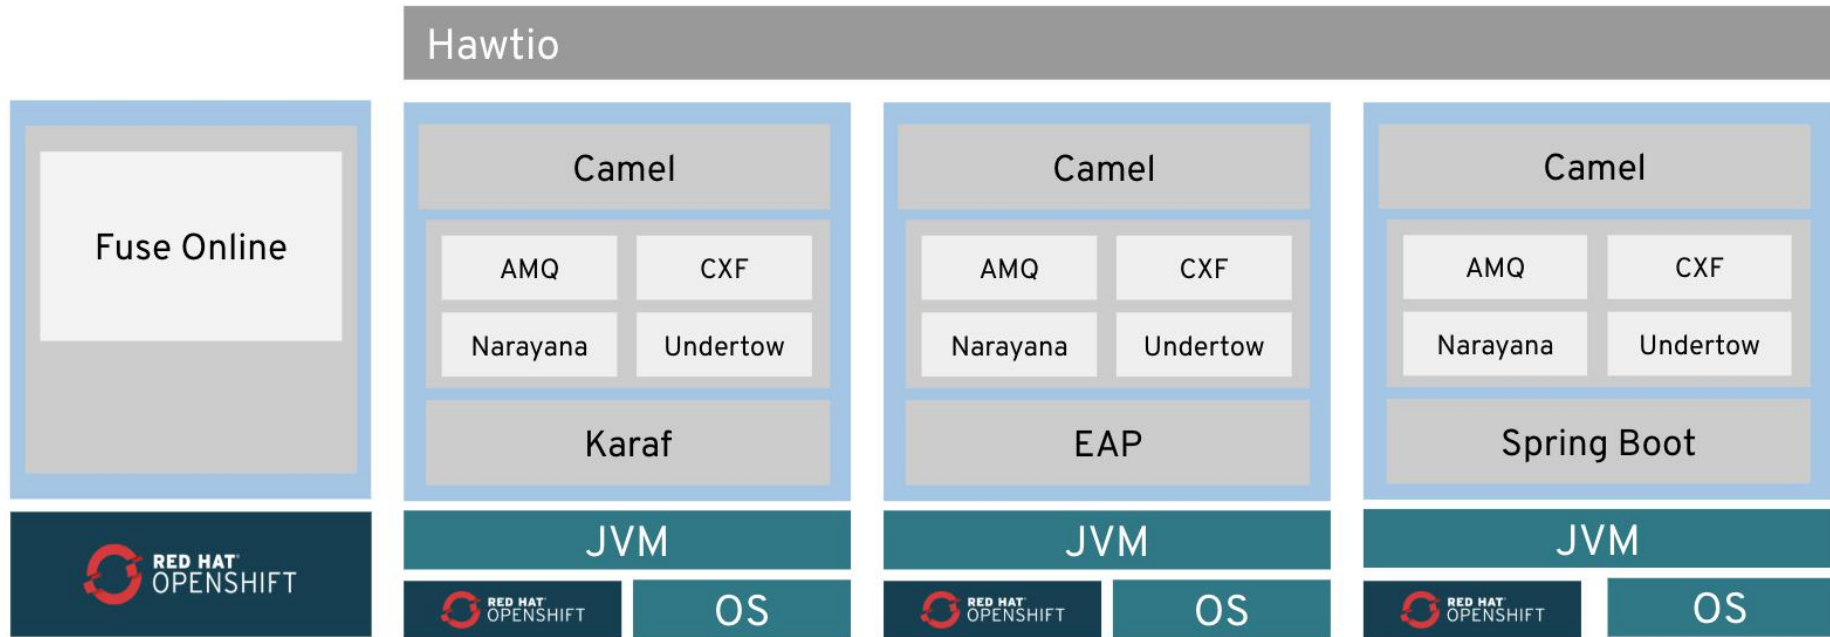 Hawtio
Fuse Online
RED HAT
OPENSHIFT
Camel
AMQ
CXF
Narayana
Undertow
Karaf
JVM
RED HAT
OPENSHIFT
OS
Camel
AMQ
CXF
Narayana
Undertow
EAP
JVM
RED HAT
OPENSHIFT
OS
Camel
AMQ
CXF
Narayana
Undertow
Spring Boot
JVM
RED HAT
OPENSHIFT
OS